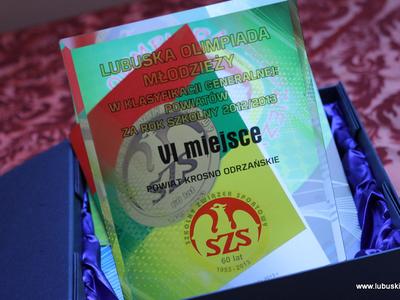 LUBUSKA OLIMPIADA
MŁODZIEŻY
W KLASYFIKACJI GENERALNEJ:
POWIATÓW
ZA ROK SZKOLNY 2012/2013
VI miejsce
POWIAT KROSNO ODRZAŃSKIE
SZKOLNY ZWIĄZEK SPORTOWY
SZS
60 lat
1953-2013
www.lubuski